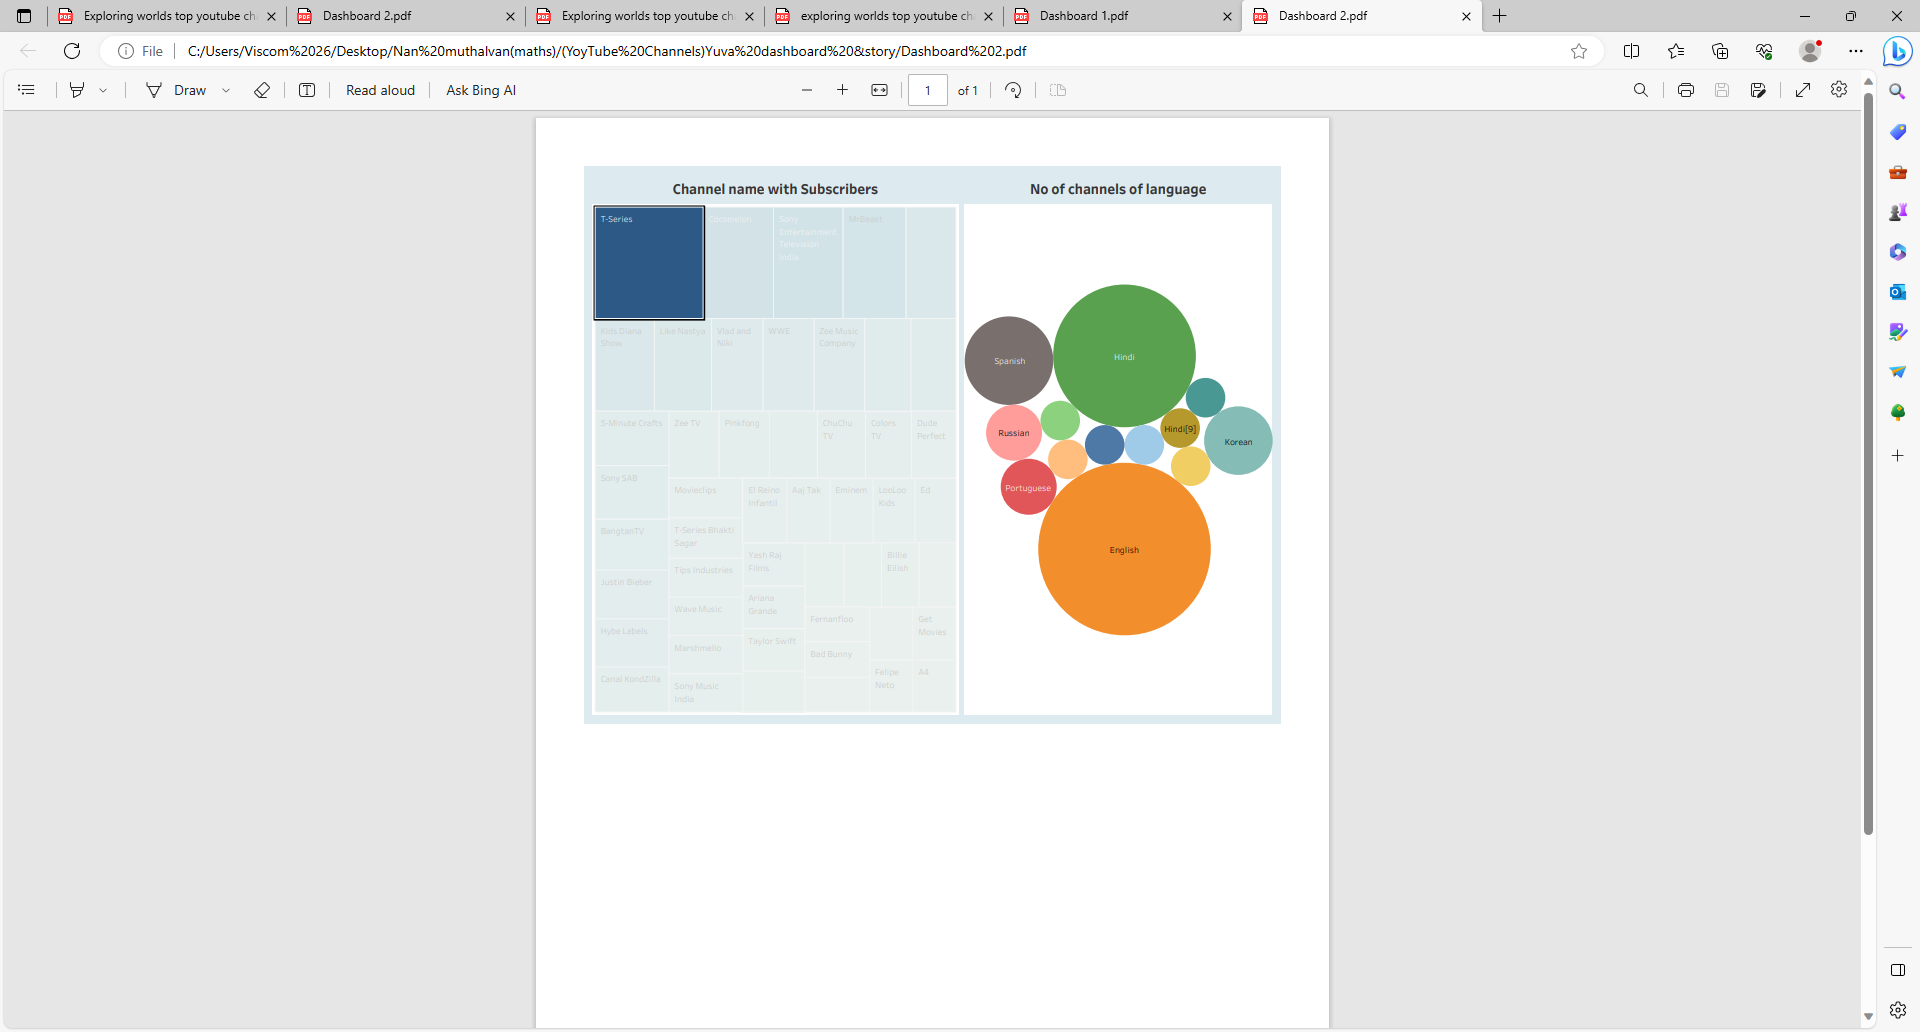 Exploring worlds top youtube ch
Dashboard 2.pdf
Exploring worlds top youtube ch
exploring worlds top youtube ch
Dashboard 1.pdf
Dashboard 2.pdf
File
C:/Users/Viscom%2026/Desktop/Nan%20muthalvan(maths)/(YoyTube%20Channels)Yuva%20dashboard%20&story/Dashboard%202.pdf
Draw
Read aloud
Ask Bing AI
1
of 1
Channel name with Subscribers
T-Series
Cocomelon
Sony
Entertainment
Television
India
MrBeast
Kids Diana
Show
Like Nastya
Vlad and
Niki
WWE
Zee Music
Company
5-Minute Crafts
Zee TV
Pinkfong
ChuChu
TV
Colors
TV
Dude
Perfect
Sony SAB
Movieclips
El Reino
Infantil
Aaj Tak
Eminem
LooLoo
Kids
Ed
BangtanTV
T-Series Bhakti
Sagar
Yash Raj
Films
Billie
Eilish
Justin Bieber
Tips Industries
Ariana
Grande
Wave Music
Fernanfloo
Get
Movies
Hybe Labels
Marshmello
Taylor Swift
Bad Bunny
Canal KondZilla
Sony Music
India
Felipe
Neto
A4
No of channels of language
Spanish
Hindi
Russian
Hindi[9]
Korean
Portuguese
English